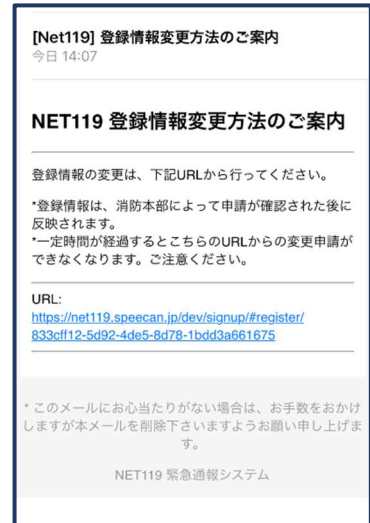 [Net119] 登録情報変更方法のご案内
今日 14:07
NET119 登録情報変更方法のご案内
登録情報の変更は、下記URLから行ってください。
*登録情報は、消防本部によって申請が確認された後に
反映されます。
*一定時間が経過するとこちらのURLからの変更申請が
できなくなります。ご注意ください。
URL:
https://net119.speecan.jp/dev/signup/#register/
833cff12-5d92-4de5-8d78-1bdd3a661675
* このメールにお心当たりがない場合は、お手数をおかけ
しますが本メールを削除下さいますようお願い申し上げま
す。
NET119 緊急通報システム